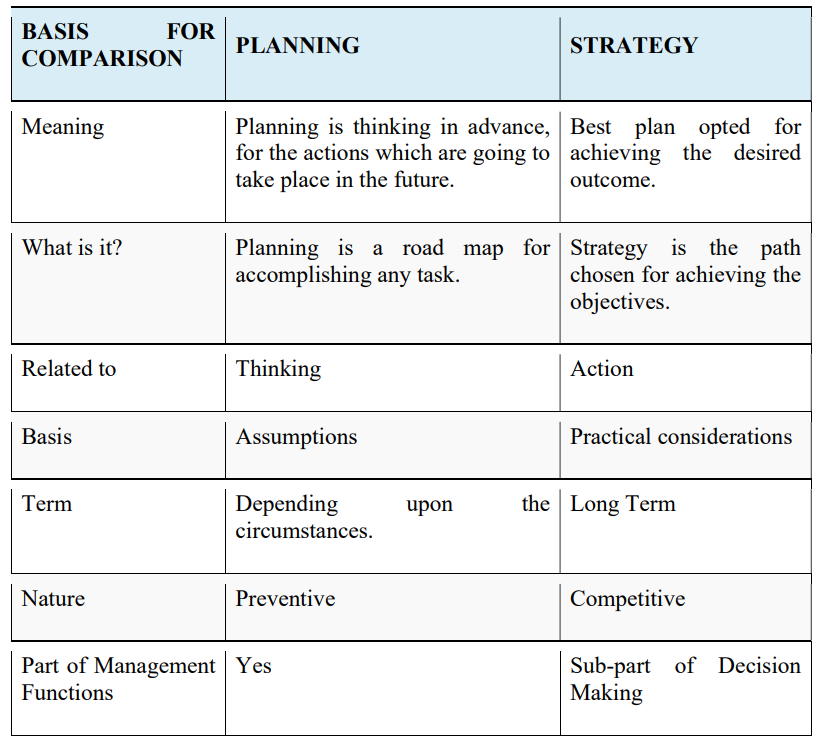 BASIS FOR
COMPARISON
PLANNING
STRATEGY
Meaning
Planning is thinking in advance,
for the actions which are going to
take place in the future.
Best plan opted for
achieving the desired
outcome.
What is it?
Planning is a road map for
accomplishing any task.
Strategy is the path
chosen for achieving the
objectives.
Related to
Thinking
Action
Basis
Assumptions
Practical considerations
Term
Depending upon the
circumstances.
Long Term
Nature
Preventive
Competitive
Part of Management
Functions
Yes
Sub-part of Decision
Making